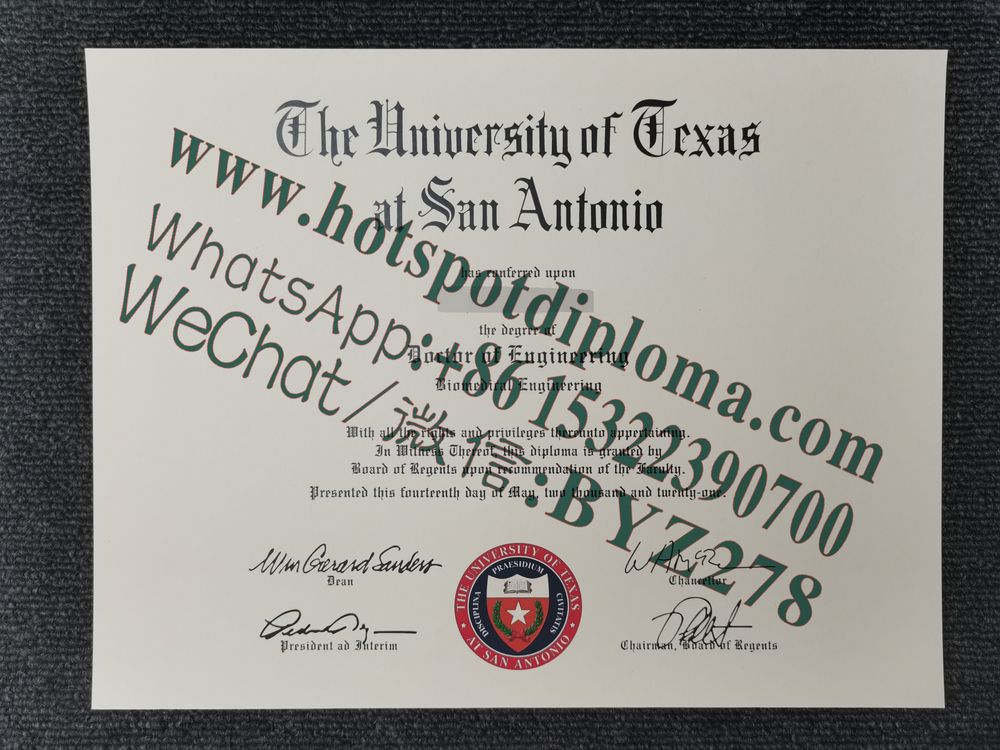 The University of Texas
at San Antonio
has conferred upon
the degree of
Doctor of Engineering
Biomedical Engineering
With all the rights and privileges thereunto appertaining.
In Witness Thereof, this diploma is granted by
Board of Regents upon recommendation of the Faculty.
Presented this fourteenth day of May, two thousand and twenty-one.
www.hotspotdiploma.com
WhatsApp:+86 15322390700
WeChat/微信:BYZ278
Wm Gerard Sanders
Dean
Chancellor
President ad Interim
Chairman, Board of Regents
THE UNIVERSITY OF TEXAS
AT SAN ANTONIO
PRAESIDIUM
DISCIPLINA
CIVITATIS